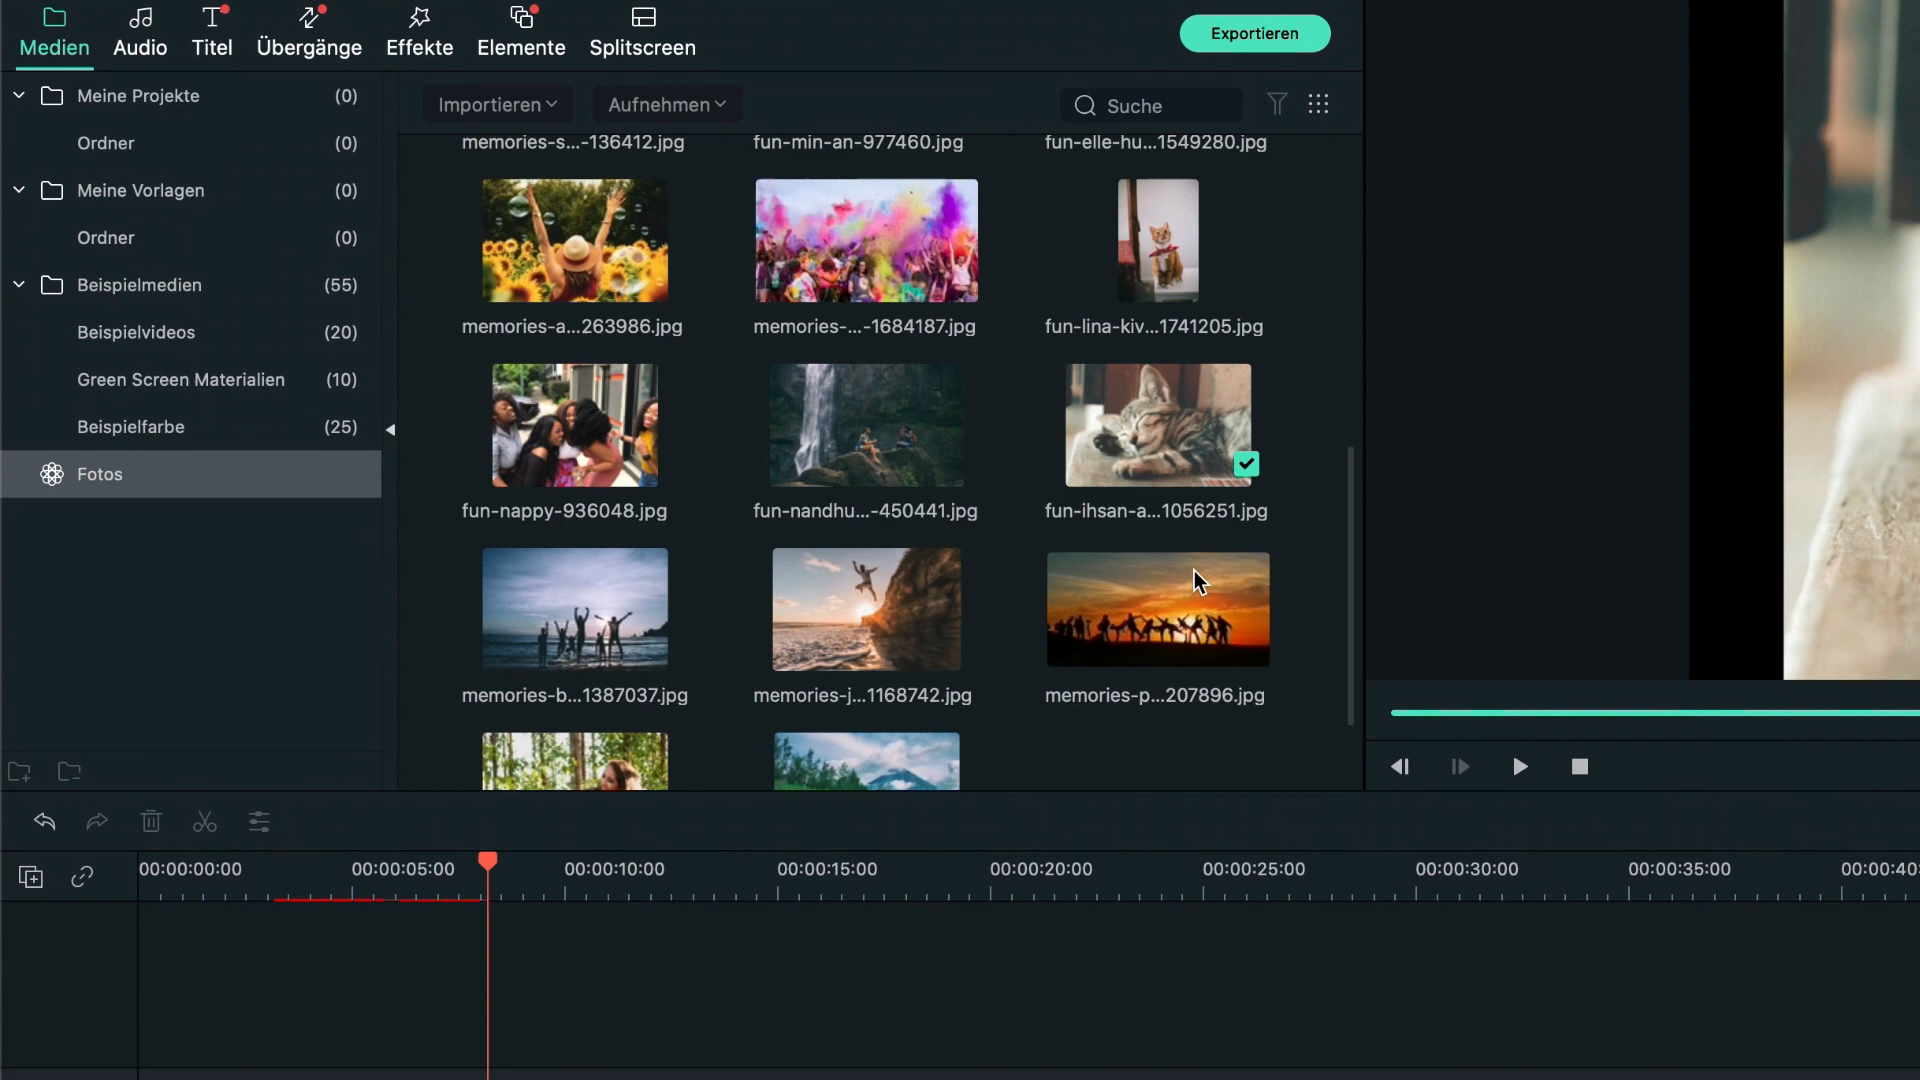 Medien Audio Titel Übergänge Effekte Elemente Splitscreen
Exportieren
Meine Projekte (0)
Ordner (0)
Meine Vorlagen (0)
Ordner (0)
Beispielmedien (55)
Beispielvideos (20)
Green Screen Materialien (10)
Beispielfarbe (25)
Fotos
Importieren Aufnehmen Suche
memories-s...-136412.jpg fun-min-an-977460.jpg fun-elle-hu...1549280.jpg
memories-a...263986.jpg memories-...-1684187.jpg fun-lina-kiv...1741205.jpg
fun-nappy-936048.jpg fun-nandhu...-450441.jpg fun-ihsan-a...1056251.jpg
memories-b...1387037.jpg memories-j...1168742.jpg memories-p...207896.jpg
00:00:00:00 00:00:05:00 00:00:10:00 00:00:15:00 00:00:20:00 00:00:25:00 00:00:30:00 00:00:35:00 00:00:40: